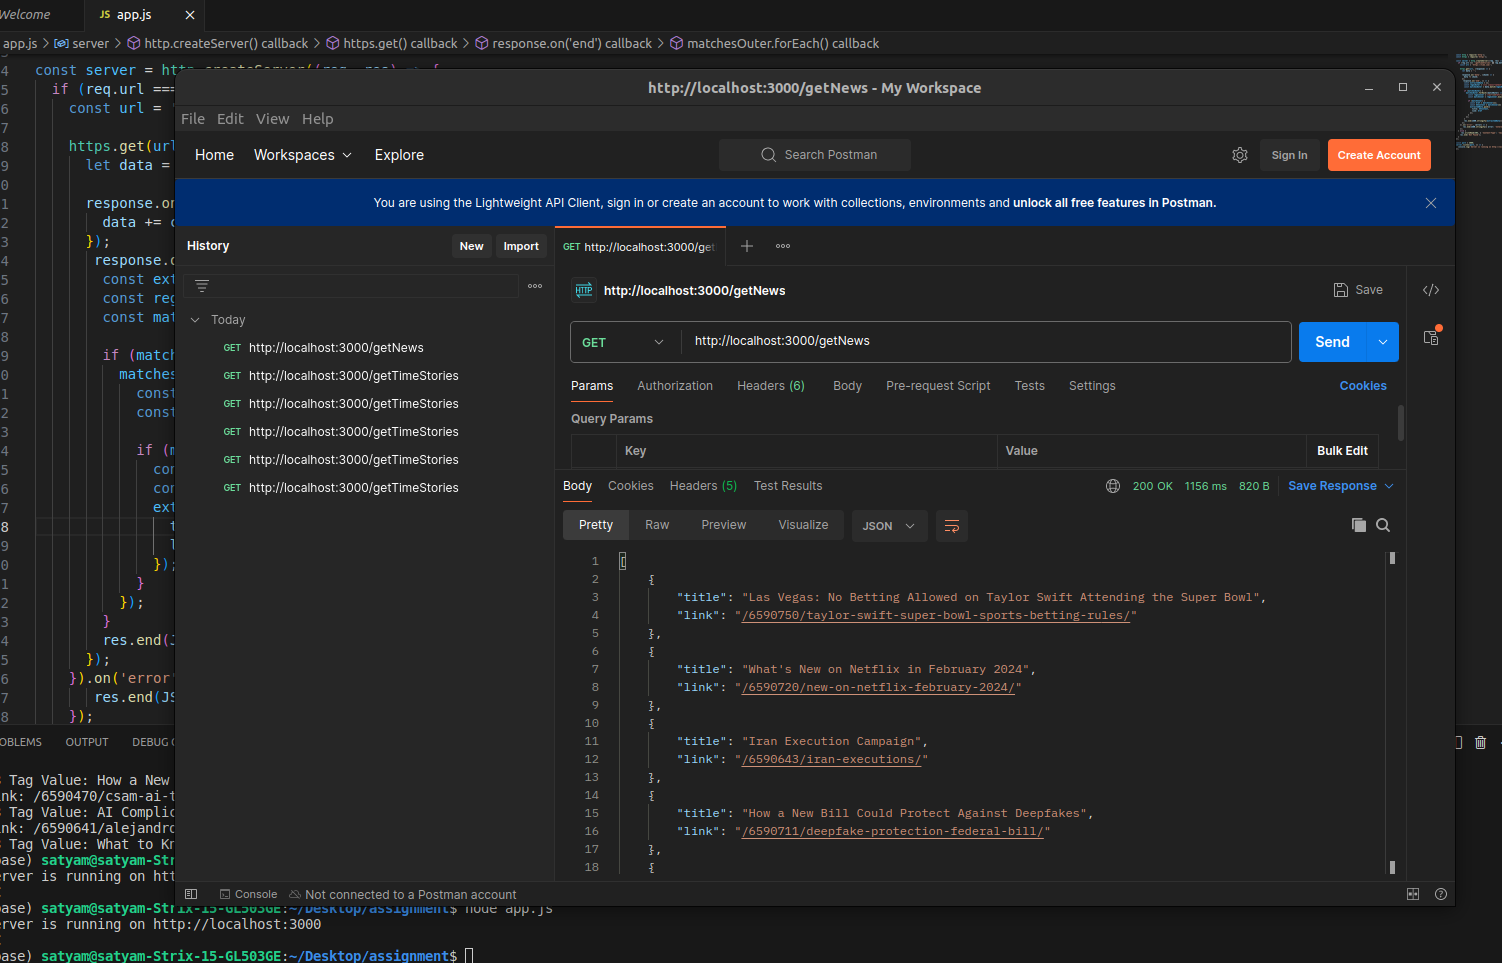 Welcome
JS app.js
app.js > server > http.createServer() callback > https.get() callback > response.on('end') callback > matchesOuter.forEach() callback
4 const server =
5 if (req.url ===
6 const url =
7
8 https.get(url
9 let data =
0
1 response.on
2 data +=
3 });
4 response.
5 const ext
6 const reg
7 const mat
8
9 if (match
0 matches
1 const
2 const
3
4 if (m
5 con
6 con
7 ext
8 t
9 l
0 });
1 }
2 });
3 }
4 res.end(J
5 });
6 }).on('error'
7 res.end(JS
8 });
OBLEMS OUTPUT DEBUG
Tag Value: How a New
ink: /6590470/csam-ai-t
Tag Value: AI Complic
ink: /6590641/alejandro
Tag Value: What to Kn
base) satyam@satyam-Str
erver is running on htt
base) satyam@satyam-Strix-15-GL503GE:~/Desktop/assignment$ node app.js
erver is running on http://localhost:3000
base) satyam@satyam-Strix-15-GL503GE:~/Desktop/assignment$
http://localhost:3000/getNews - My Workspace
File Edit View Help
Home Workspaces Explore
Search Postman
Sign In
Create Account
You are using the Lightweight API Client, sign in or create an account to work with collections, environments and unlock all free features in Postman.
History
New Import
Today
GET http://localhost:3000/getNews
GET http://localhost:3000/getTimeStories
GET http://localhost:3000/getTimeStories
GET http://localhost:3000/getTimeStories
GET http://localhost:3000/getTimeStories
GET http://localhost:3000/getTimeStories
GET http://localhost:3000/get
HTTP http://localhost:3000/getNews
Save
GET http://localhost:3000/getNews
Send
Params Authorization Headers (6) Body Pre-request Script Tests Settings Cookies
Query Params
Key Value Bulk Edit
Body Cookies Headers (5) Test Results
200 OK 1156 ms 820 B Save Response
Pretty Raw Preview Visualize JSON
1 [
2 {
3 "title": "Las Vegas: No Betting Allowed on Taylor Swift Attending the Super Bowl",
4 "link": "/6590750/taylor-swift-super-bowl-sports-betting-rules/"
5 },
6 {
7 "title": "What's New on Netflix in February 2024",
8 "link": "/6590720/new-on-netflix-february-2024/"
9 },
10 {
11 "title": "Iran Execution Campaign",
12 "link": "/6590643/iran-executions/"
13 },
14 {
15 "title": "How a New Bill Could Protect Against Deepfakes",
16 "link": "/6590711/deepfake-protection-federal-bill/"
17 },
18 {
Console Not connected to a Postman account